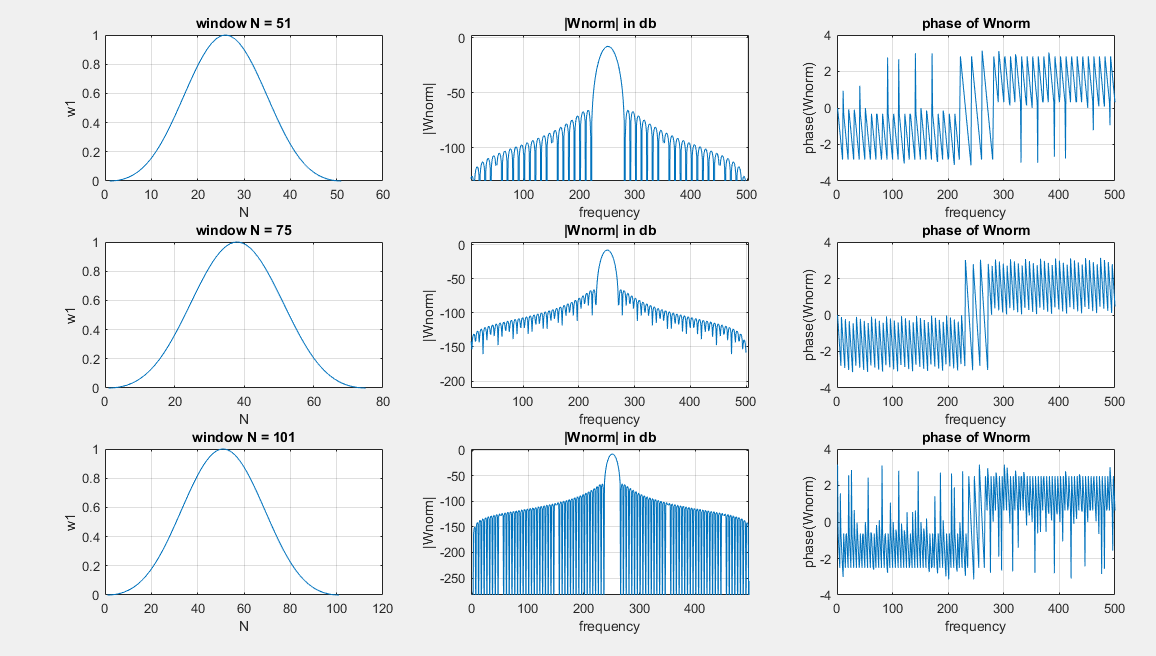 window N = 51
1
0.8
0.6
0.4
0.2
0
w1
0 10 20 30 40 50 60
N
|Wnorm| in db
0
-50
-100
|Wnorm|
100 200 300 400 500
frequency
phase of Wnorm
4
2
0
-2
-4
phase(Wnorm)
0 100 200 300 400 500
frequency
window N = 75
1
0.8
0.6
0.4
0.2
0
w1
0 20 40 60 80
N
|Wnorm| in db
0
-50
-100
-150
-200
|Wnorm|
100 200 300 400 500
frequency
phase of Wnorm
4
2
0
-2
-4
phase(Wnorm)
0 100 200 300 400 500
frequency
window N = 101
1
0.8
0.6
0.4
0.2
0
w1
0 20 40 60 80 100 120
N
|Wnorm| in db
0
-50
-100
-150
-200
-250
|Wnorm|
0 100 200 300 400
frequency
phase of Wnorm
4
2
0
-2
-4
phase(Wnorm)
0 100 200 300 400 500
frequency